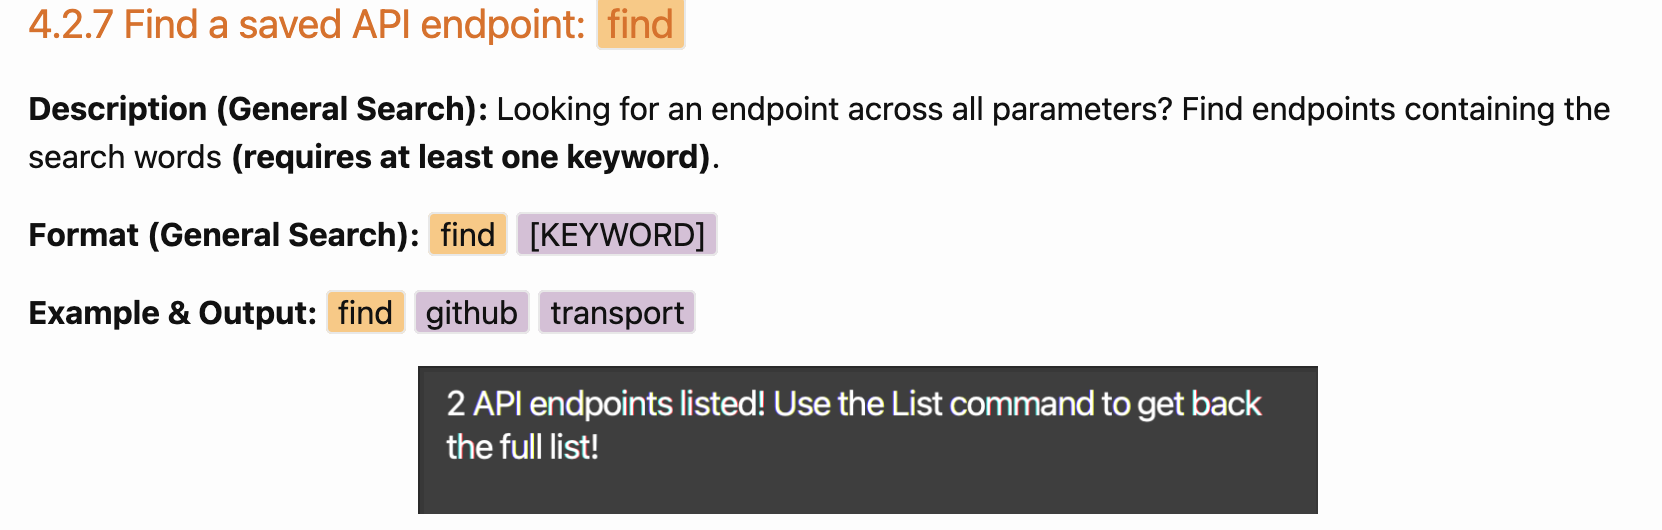 4.2.7 Find a saved API endpoint: find
Description (General Search): Looking for an endpoint across all parameters? Find endpoints containing the
search words (requires at least one keyword).
Format (General Search): find [KEYWORD]
Example & Output: find github transport
2 API endpoints listed! Use the List command to get back
the full list!